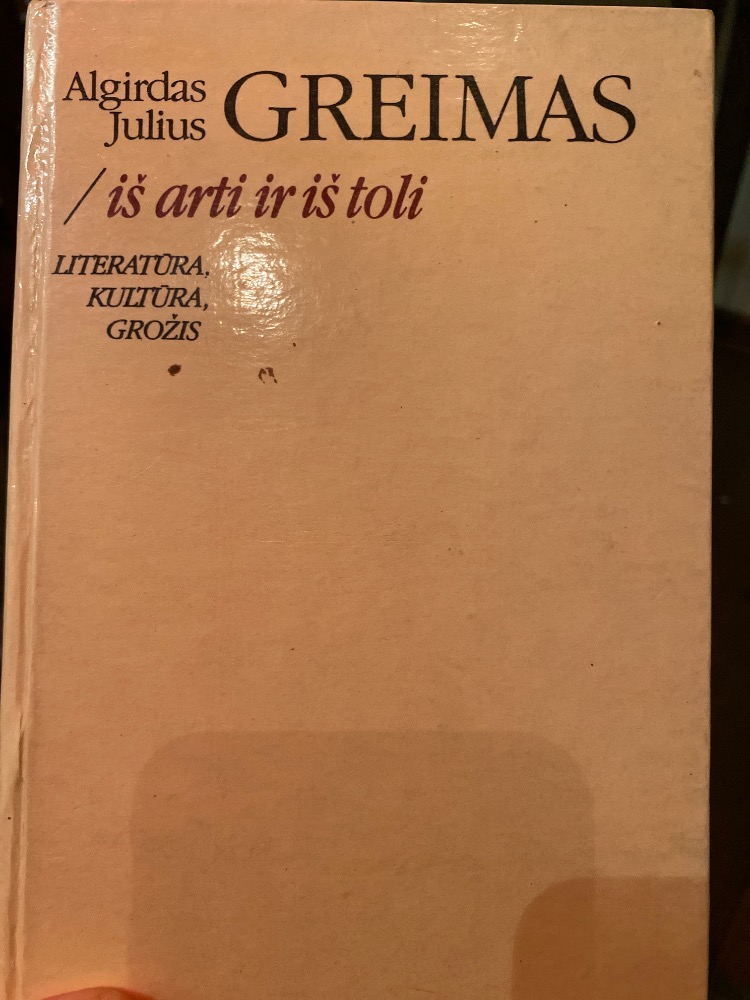 Algirdas
Julius GREIMAS
/ iš arti ir iš toli
LITERATŪRA,
KULTŪRA,
GROŽIS